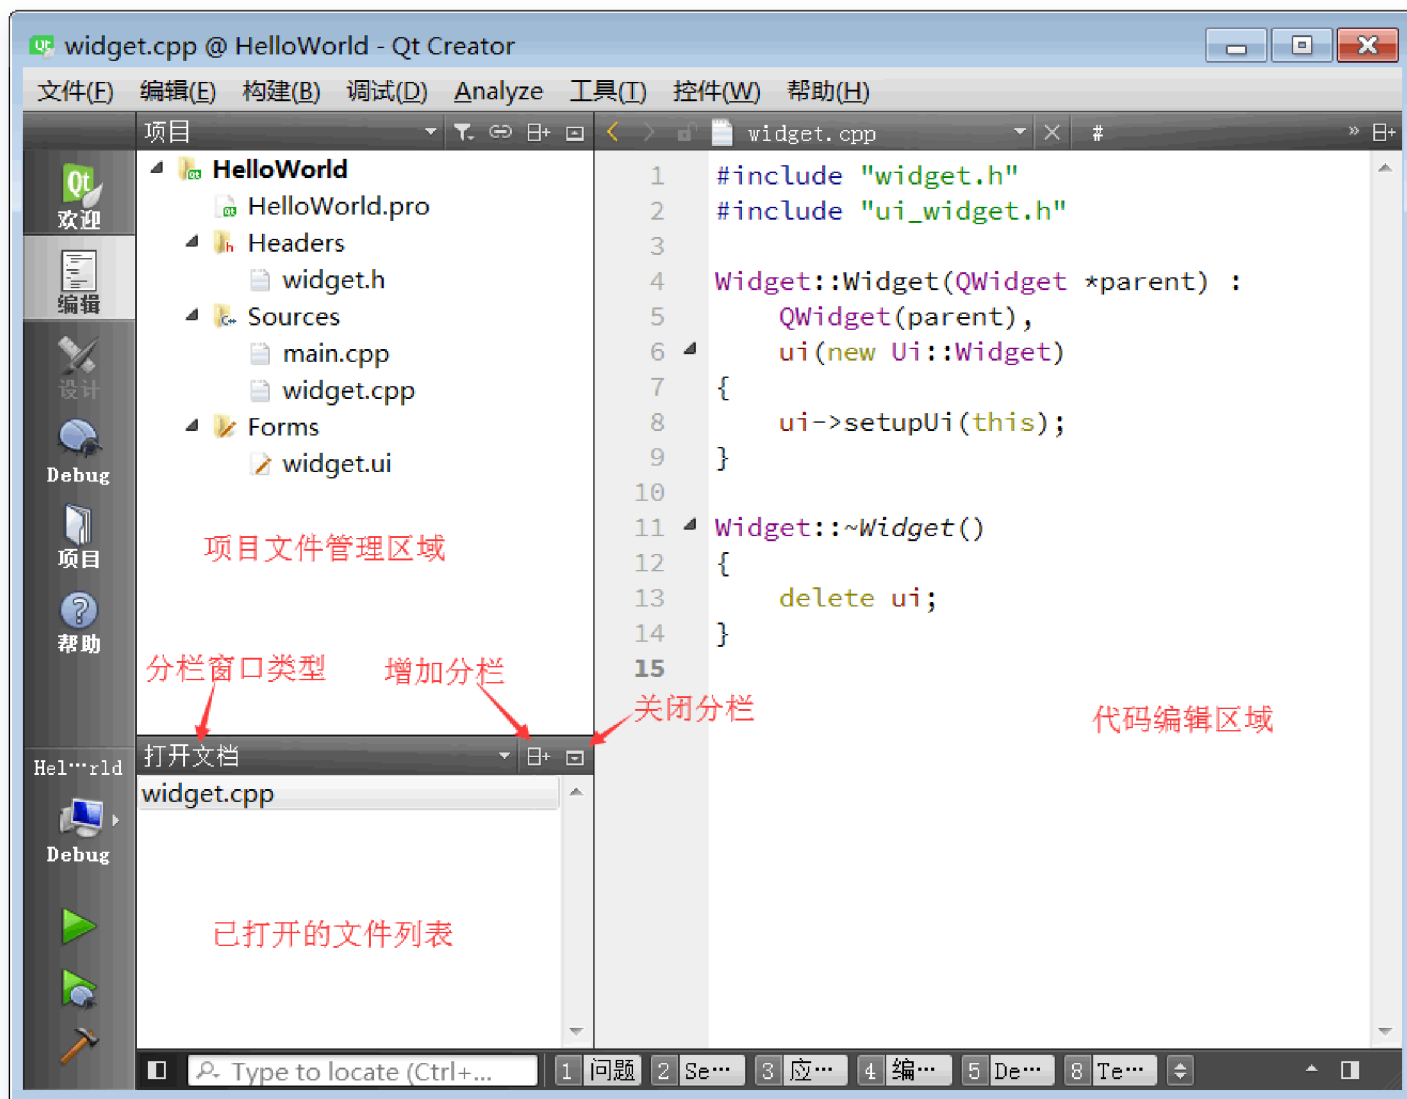 widget.cpp @ HelloWorld - Qt Creator
文件(F) 编辑(E) 构建(B) 调试(D) Analyze 工具(T) 控件(W) 帮助(H)
项目
widget.cpp
#
»
Qt
欢迎
编辑
设计
Debug
项目
帮助
Hel···rld
Debug
HelloWorld
HelloWorld.pro
Headers
widget.h
Sources
main.cpp
widget.cpp
Forms
widget.ui
项目文件管理区域
分栏窗口类型
增加分栏
关闭分栏
打开文档
widget.cpp
已打开的文件列表
1 #include "widget.h"
2 #include "ui_widget.h"
3
4 Widget::Widget(QWidget *parent) :
5 QWidget(parent),
6 ui(new Ui::Widget)
7 {
8 ui->setupUi(this);
9 }
10
11 Widget::~Widget()
12 {
13 delete ui;
14 }
15
代码编辑区域
Type to locate (Ctrl+...
1 问题 2 Se··· 3 应··· 4 编··· 5 De··· 8 Te···